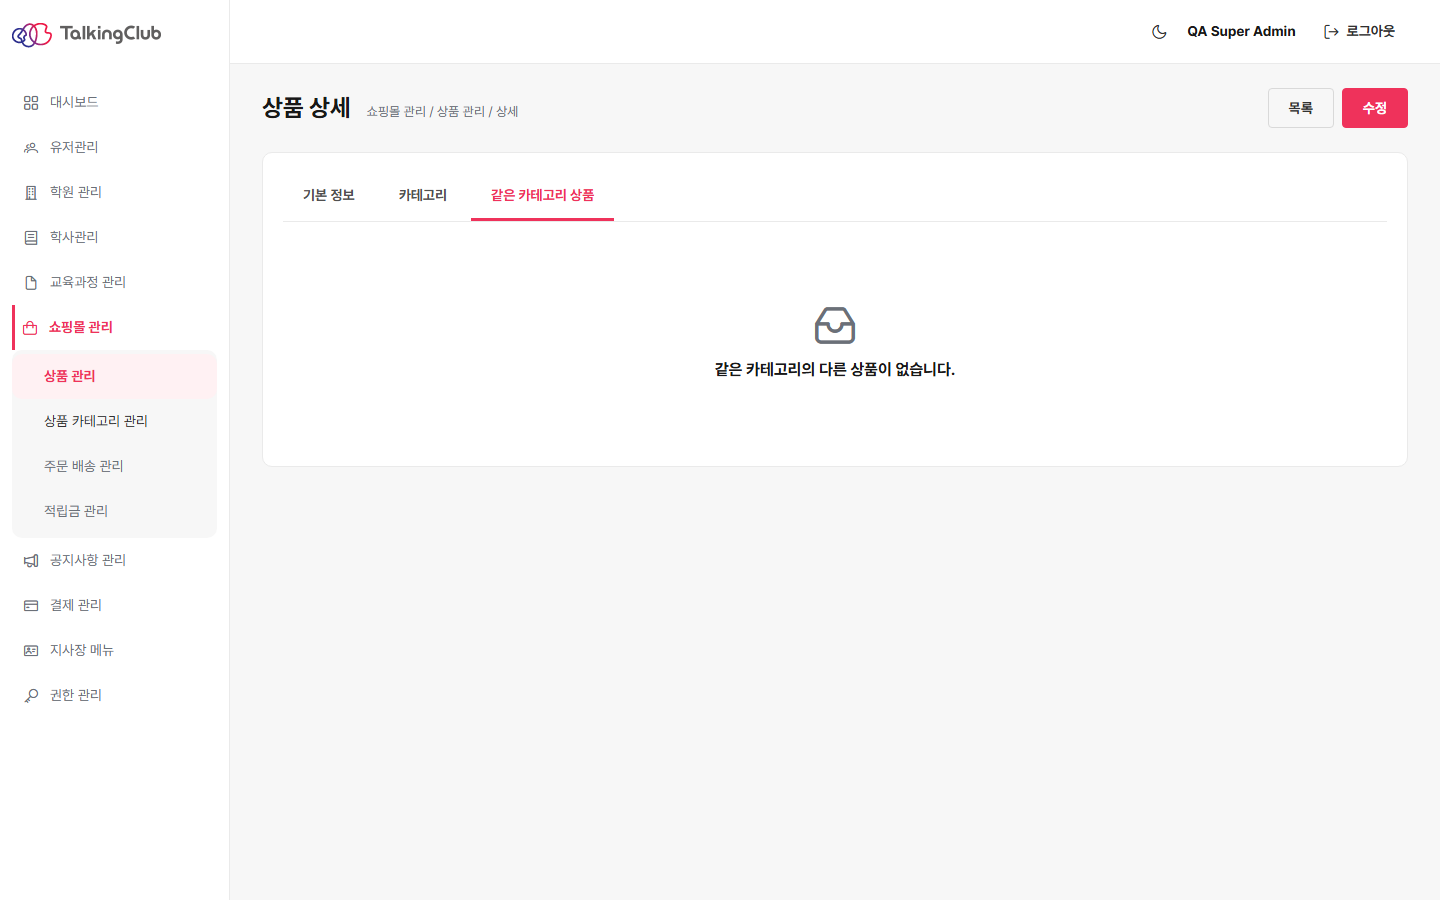 TalkingClub
QA Super Admin
로그아웃
대시보드
유저관리
학원 관리
학사관리
교육과정 관리
쇼핑몰 관리
상품 관리
상품 카테고리 관리
주문 배송 관리
적립금 관리
공지사항 관리
결제 관리
지사장 메뉴
권한 관리
상품 상세
쇼핑몰 관리 / 상품 관리 / 상세
목록
수정
기본 정보
카테고리
같은 카테고리 상품
같은 카테고리의 다른 상품이 없습니다.